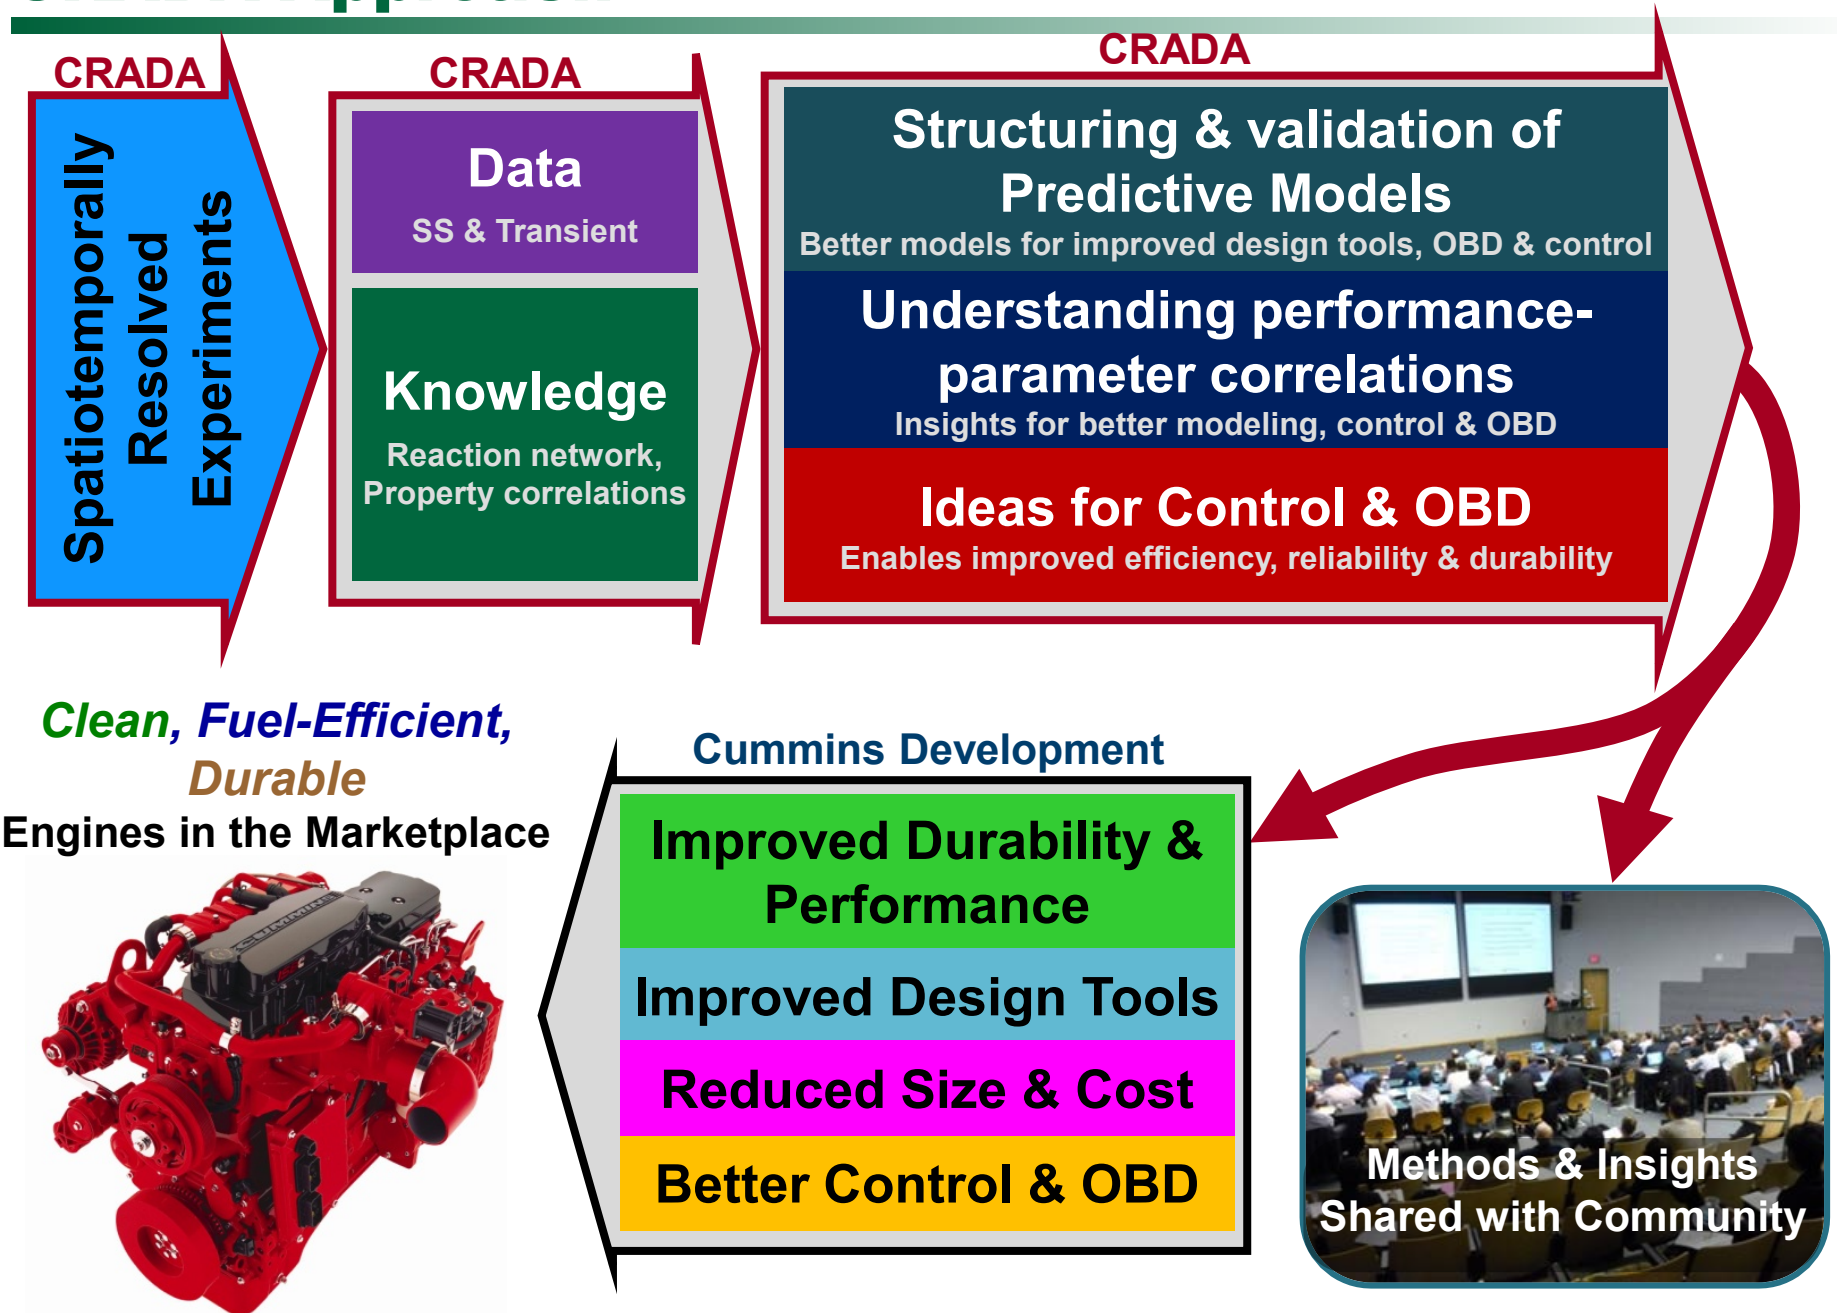 CRADA
Spatiotemporally
Resolved
Experiments
CRADA
Data
SS & Transient
Knowledge
Reaction network,
Property correlations
CRADA
Structuring & validation of
Predictive Models
Better models for improved design tools, OBD & control
Understanding performance-
parameter correlations
Insights for better modeling, control & OBD
Ideas for Control & OBD
Enables improved efficiency, reliability & durability
Clean, Fuel-Efficient,
Durable
Engines in the Marketplace
CUMMINS
Cummins Development
Improved Durability &
Performance
Improved Design Tools
Reduced Size & Cost
Better Control & OBD
Methods & Insights
Shared with Community